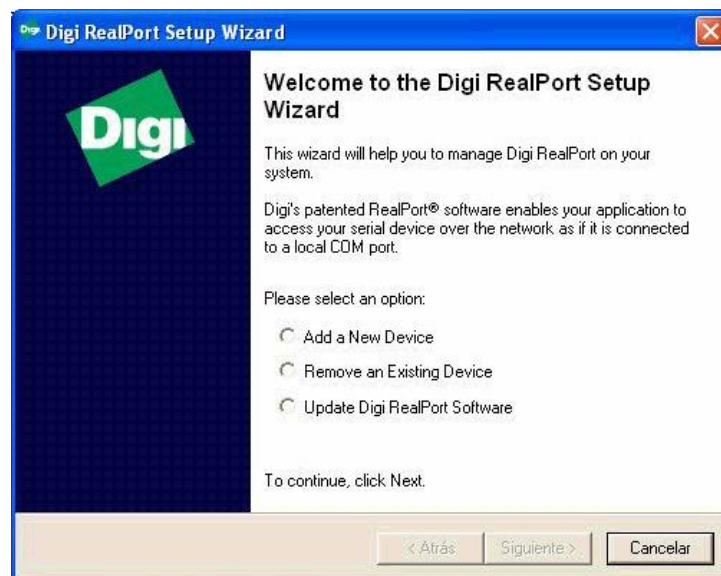 Digi Digi RealPort Setup Wizard
Digi
Welcome to the Digi RealPort Setup
Wizard
This wizard will help you to manage Digi RealPort on your
system.
Digi's patented RealPort® software enables your application to
access your serial device over the network as if it is connected
to a local COM port.
Please select an option:
Add a New Device
Remove an Existing Device
Update Digi RealPort Software
To continue, click Next.
< Atrás
Siguiente >
Cancelar